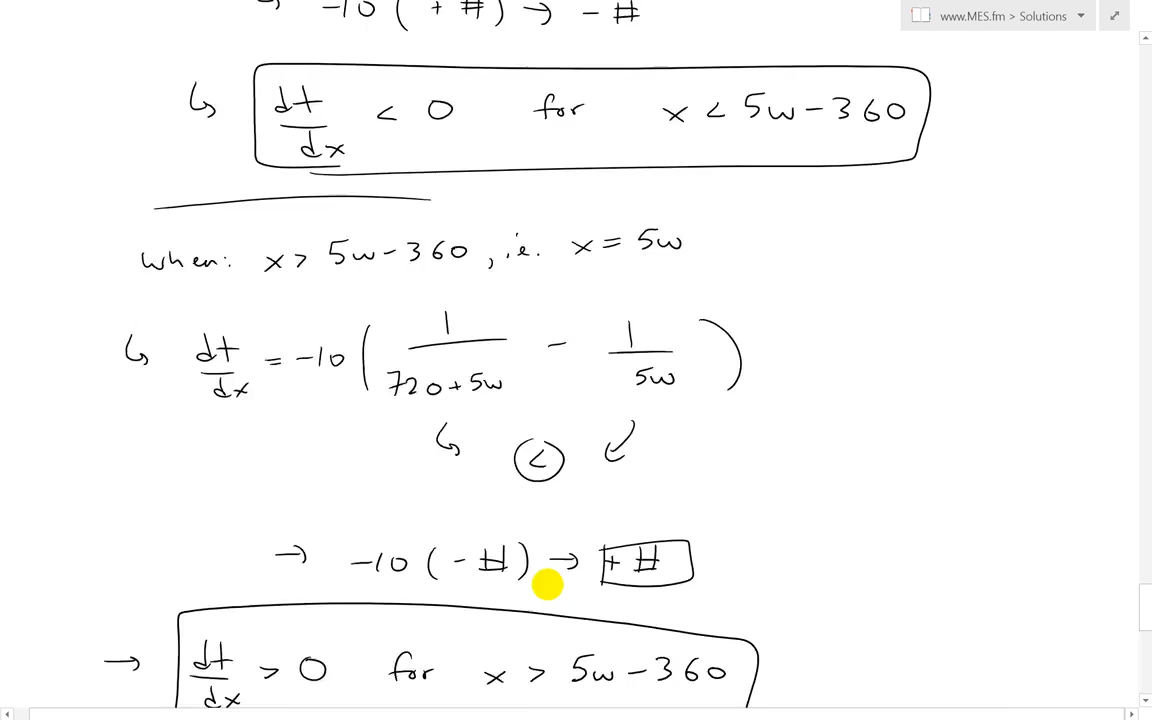 www.MES.fm > Solutions
↳ -10 ( + # ) → - #
↳ dt/dx < 0 for x < 5w - 360
when: x > 5w - 360, i.e. x = 5w
↳ dt/dx = -10 ( 1/(720 + 5w) - 1/5w )
↳ < ↙
→ -10 ( - # ) → + #
→ dt/dx > 0 for x > 5w - 360